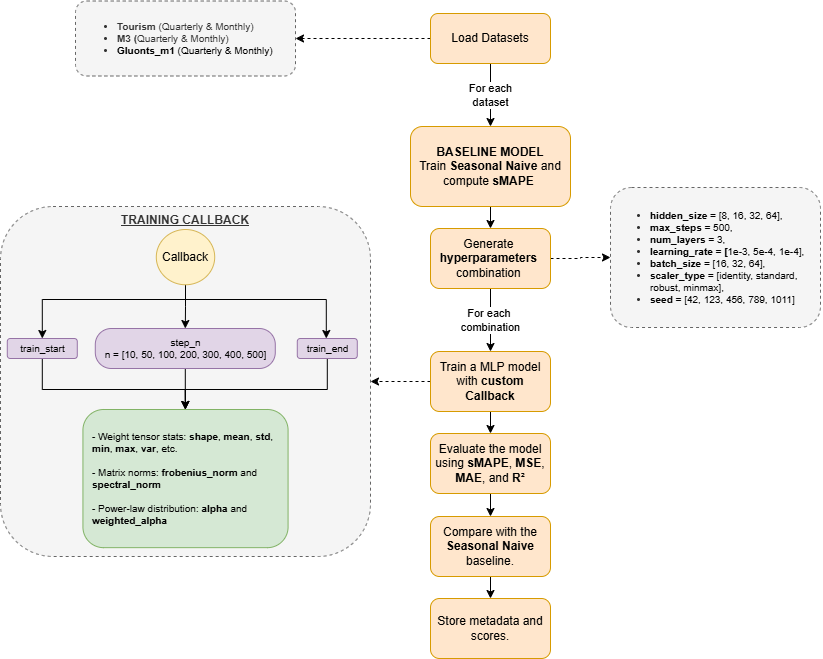 • Tourism (Quarterly & Monthly)
• M3 (Quarterly & Monthly)
• Gluonts_m1 (Quarterly & Monthly)
Load Datasets
For each
dataset
BASELINE MODEL
Train Seasonal Naive and
compute sMAPE
Generate
hyperparameters
combination
• hidden_size = [8, 16, 32, 64],
• max_steps = 500,
• num_layers = 3,
• learning_rate = [1e-3, 5e-4, 1e-4],
• batch_size = [16, 32, 64],
• scaler_type = [identity, standard,
robust, minmax],
• seed = [42, 123, 456, 789, 1011]
For each
combination
Train a MLP model
with custom
Callback
TRAINING CALLBACK
Callback
train_start
step_n
n = [10, 50, 100, 200, 300, 400, 500]
train_end
- Weight tensor stats: shape, mean, std,
min, max, var, etc.
- Matrix norms: frobenius_norm and
spectral_norm
- Power-law distribution: alpha and
weighted_alpha
Evaluate the model
using sMAPE, MSE,
MAE, and R²
Compare with the
Seasonal Naive
baseline.
Store metadata and
scores.